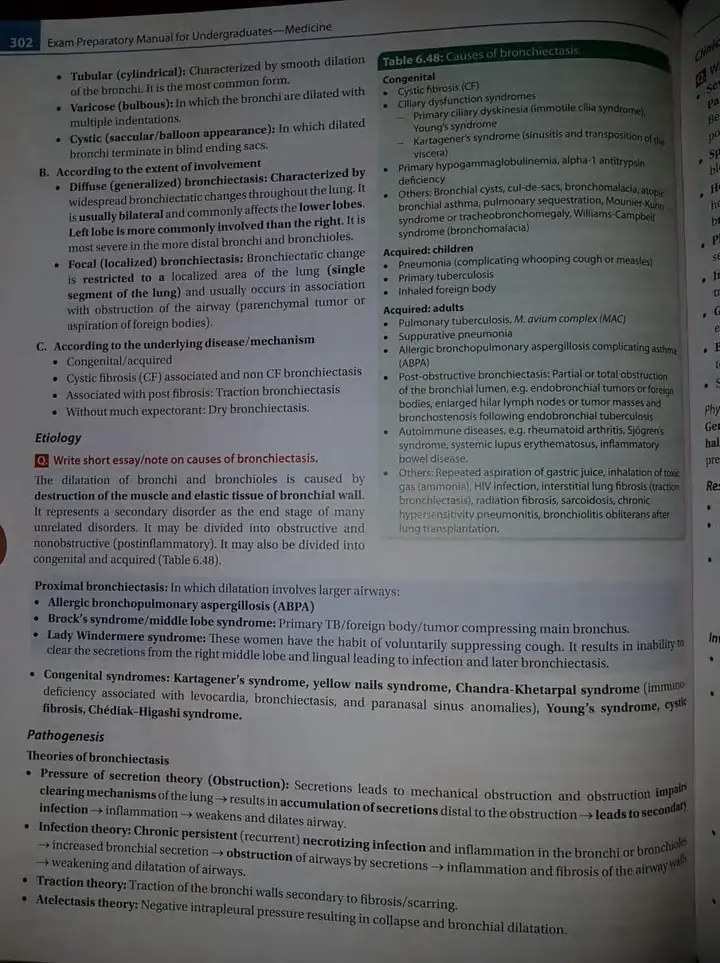 302 Exam Preparatory Manual for Undergraduates—Medicine
• Tubular (cylindrical): Characterized by smooth dilation
of the bronchi. It is the most common form.
• Varicose (bulbous): In which the bronchi are dilated with
multiple indentations.
• Cystic (saccular/balloon appearance): In which dilated
bronchi terminate in blind ending sacs.
B. According to the extent of involvement
• Diffuse (generalized) bronchiectasis: Characterized by
widespread bronchiectatic changes throughout the lung. It
is usually bilateral and commonly affects the lower lobes.
Left lobe is more commonly involved than the right. It is
most severe in the more distal bronchi and bronchioles.
• Focal (localized) bronchiectasis: Bronchiectatic change
is restricted to a localized area of the lung (single
segment of the lung) and usually occurs in association
with obstruction of the airway (parenchymal tumor or
aspiration of foreign bodies).
C. According to the underlying disease/mechanism
• Congenital/acquired
• Cystic fibrosis (CF) associated and non CF bronchiectasis
• Associated with post fibrosis: Traction bronchiectasis
• Without much expectorant: Dry bronchiectasis.
Etiology
Q. Write short essay/note on causes of bronchiectasis.
The dilatation of bronchi and bronchioles is caused by
destruction of the muscle and elastic tissue of bronchial wall.
It represents a secondary disorder as the end stage of many
unrelated disorders. It may be divided into obstructive and
nonobstructive (postinflammatory). It may also be divided into
congenital and acquired (Table 6.48).
Table 6.48: Causes of bronchiectasis.
Congenital
• Cystic fibrosis (CF)
• Ciliary dysfunction syndromes
– Primary ciliary dyskinesia (immotile cilia syndrome),
Young's syndrome
– Kartagener's syndrome (sinusitis and transposition of the
viscera)
• Primary hypogammaglobulinemia, alpha-1 antitrypsin
deficiency
• Others: Bronchial cysts, cul-de-sacs, bronchomalacia, atopic
bronchial asthma, pulmonary sequestration, Mounier-Kuhn
syndrome or tracheobronchomegaly, Williams-Campbell
syndrome (bronchomalacia)
Acquired: children
• Pneumonia (complicating whooping cough or measles)
• Primary tuberculosis
• Inhaled foreign body
Acquired: adults
• Pulmonary tuberculosis, M. avium complex (MAC)
• Suppurative pneumonia
• Allergic bronchopulmonary aspergillosis complicating asthma
(ABPA)
• Post-obstructive bronchiectasis: Partial or total obstruction
of the bronchial lumen, e.g. endobronchial tumors or foreign
bodies, enlarged hilar lymph nodes or tumor masses and
bronchostenosis following endobronchial tuberculosis
• Autoimmune diseases, e.g. rheumatoid arthritis, Sjögren's
syndrome, systemic lupus erythematosus, inflammatory
bowel disease.
• Others: Repeated aspiration of gastric juice, inhalation of toxic
gas (ammonia), HIV infection, interstitial lung fibrosis (traction
bronchiectasis), radiation fibrosis, sarcoidosis, chronic
hypersensitivity pneumonitis, bronchiolitis obliterans after
lung transplantation.
Proximal bronchiectasis: In which dilatation involves larger airways:
• Allergic bronchopulmonary aspergillosis (ABPA)
• Brock's syndrome/middle lobe syndrome: Primary TB/foreign body/tumor compressing main bronchus.
• Lady Windermere syndrome: These women have the habit of voluntarily suppressing cough. It results in inability to
clear the secretions from the right middle lobe and lingual leading to infection and later bronchiectasis.
• Congenital syndromes: Kartagener's syndrome, yellow nails syndrome, Chandra-Khetarpal syndrome (immuno-
deficiency associated with levocardia, bronchiectasis, and paranasal sinus anomalies), Young's syndrome, cystic
fibrosis, Chédiak-Higashi syndrome.
Pathogenesis
Theories of bronchiectasis
• Pressure of secretion theory (Obstruction): Secretions leads to mechanical obstruction and obstruction impairs
clearing mechanisms of the lung → results in accumulation of secretions distal to the obstruction → leads to secondary
infection → inflammation → weakens and dilates airway.
• Infection theory: Chronic persistent (recurrent) necrotizing infection and inflammation in the bronchi or bronchioles
→ increased bronchial secretion → obstruction of airways by secretions → inflammation and fibrosis of the airway walls
→ weakening and dilatation of airways.
• Traction theory: Traction of the bronchi walls secondary to fibrosis/scarring.
• Atelectasis theory: Negative intrapleural pressure resulting in collapse and bronchial dilatation.